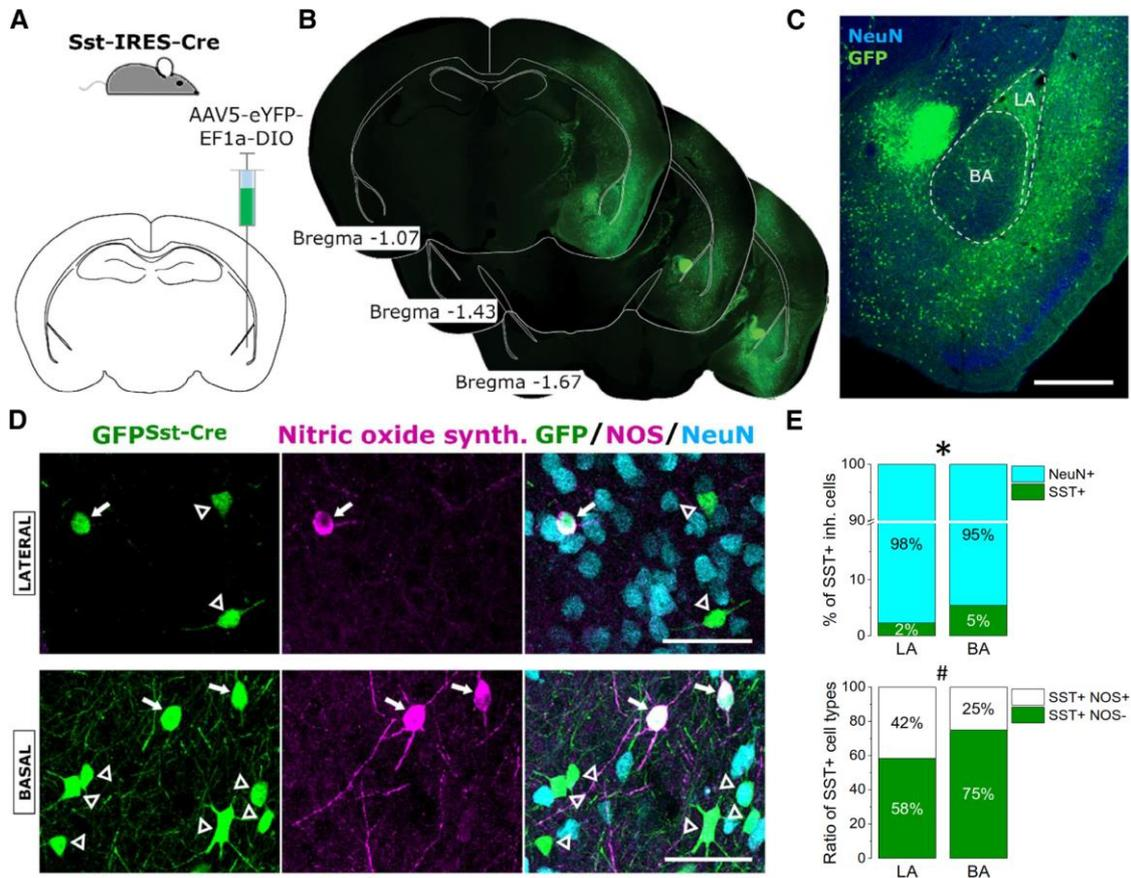 A
Sst-IRES-Cre
AAV5-eYFP-
EF1a-DIO
B
Bregma -1.07
Bregma -1.43
Bregma -1.67
C
NeuN
GFP
LA
BA
D
GFPSst-Cre
Nitric oxide synth.
GFP/NOS/NeuN
LATERAL
BASAL
E
*
% of SST+ inh. cells
100
90
10
0
98%
95%
2%
5%
LA
BA
NeuN+
SST+
#
Ratio of SST+ cell types
100
80
60
40
20
0
42%
25%
58%
75%
LA
BA
SST+ NOS+
SST+ NOS-